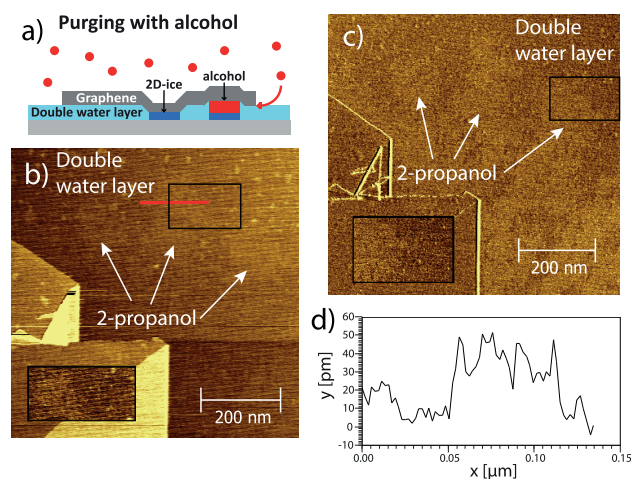 a) Purging with alcohol
2D-ice
alcohol
Graphene
Double water layer
b)
Double
water layer
2-propanol
200 nm
c)
Double
water layer
2-propanol
200 nm
d)
60
50
40
30
20
10
0
-10
y [pm]
0.00
0.05
0.10
0.15
x [µm]